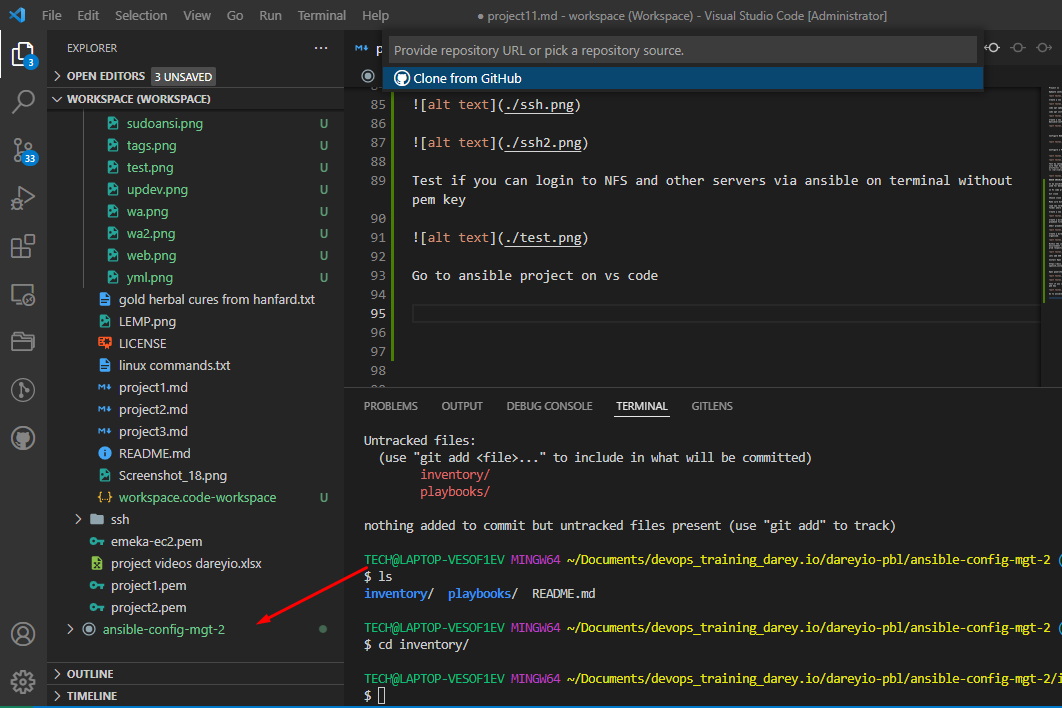 File Edit Selection View Go Run Terminal Help
● project11.md - workspace (Workspace) - Visual Studio Code [Administrator]
EXPLORER
OPEN EDITORS 3 UNSAVED
WORKSPACE (WORKSPACE)
sudoansi.png U
tags.png U
test.png U
updev.png U
wa.png U
wa2.png U
web.png U
yml.png U
gold herbal cures from hanfard.txt
LEMP.png
LICENSE
linux commands.txt
project1.md
project2.md
project3.md
README.md
Screenshot_18.png
workspace.code-workspace U
ssh
emeka-ec2.pem
project videos dareyio.xlsx
project1.pem
project2.pem
ansible-config-mgt-2
OUTLINE
TIMELINE
3
33
Provide repository URL or pick a repository source.
Clone from GitHub
85 ![alt text](./ssh.png)
86
87 ![alt text](./ssh2.png)
88
89 Test if you can login to NFS and other servers via ansible on terminal without
pem key
90
91 ![alt text](./test.png)
92
93 Go to ansible project on vs code
94
95
96
97
98
PROBLEMS OUTPUT DEBUG CONSOLE TERMINAL GITLENS
Untracked files:
(use "git add <file>..." to include in what will be committed)
inventory/
playbooks/
nothing added to commit but untracked files present (use "git add" to track)
TECH@LAPTOP-VESOF1EV MINGW64 ~/Documents/devops_training_darey.io/dareyio-pbl/ansible-config-mgt-2 (
$ ls
inventory/ playbooks/ README.md
TECH@LAPTOP-VESOF1EV MINGW64 ~/Documents/devops_training_darey.io/dareyio-pbl/ansible-config-mgt-2 (
$ cd inventory/
TECH@LAPTOP-VESOF1EV MINGW64 ~/Documents/devops_training_darey.io/dareyio-pbl/ansible-config-mgt-2/i
$